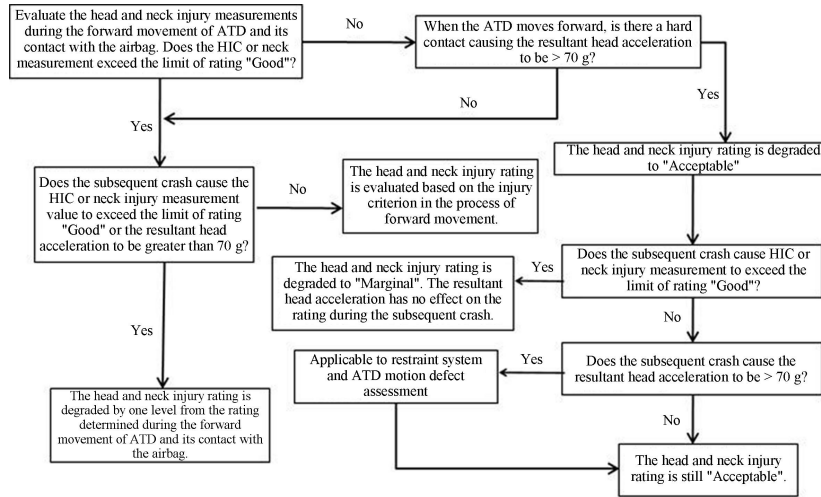 Evaluate the head and neck injury measurements
during the forward movement of ATD and its
contact with the airbag. Does the HIC or neck
measurement exceed the limit of rating "Good"?
No
When the ATD moves forward, is there a hard
contact causing the resultant head acceleration
to be > 70 g?
No
Yes
Yes
The head and neck injury rating is degraded
to "Acceptable"
Does the subsequent crash cause the
HIC or neck injury measurement
value to exceed the limit of rating
"Good" or the resultant head
acceleration to be greater than 70 g?
No
The head and neck injury rating
is evaluated based on the injury
criterion in the process of
forward movement.
The head and neck injury rating is
degraded to "Marginal". The resultant
head acceleration has no effect on the
rating during the subsequent crash.
Yes
Does the subsequent crash cause HIC or
neck injury measurement to exceed the
limit of rating "Good"?
No
Yes
Applicable to restraint system
and ATD motion defect
assessment
Yes
Does the subsequent crash cause the
resultant head acceleration to be > 70 g?
The head and neck injury rating is
degraded by one level from the rating
determined during the forward
movement of ATD and its contact with
the airbag.
No
The head and neck injury
rating is still "Acceptable".